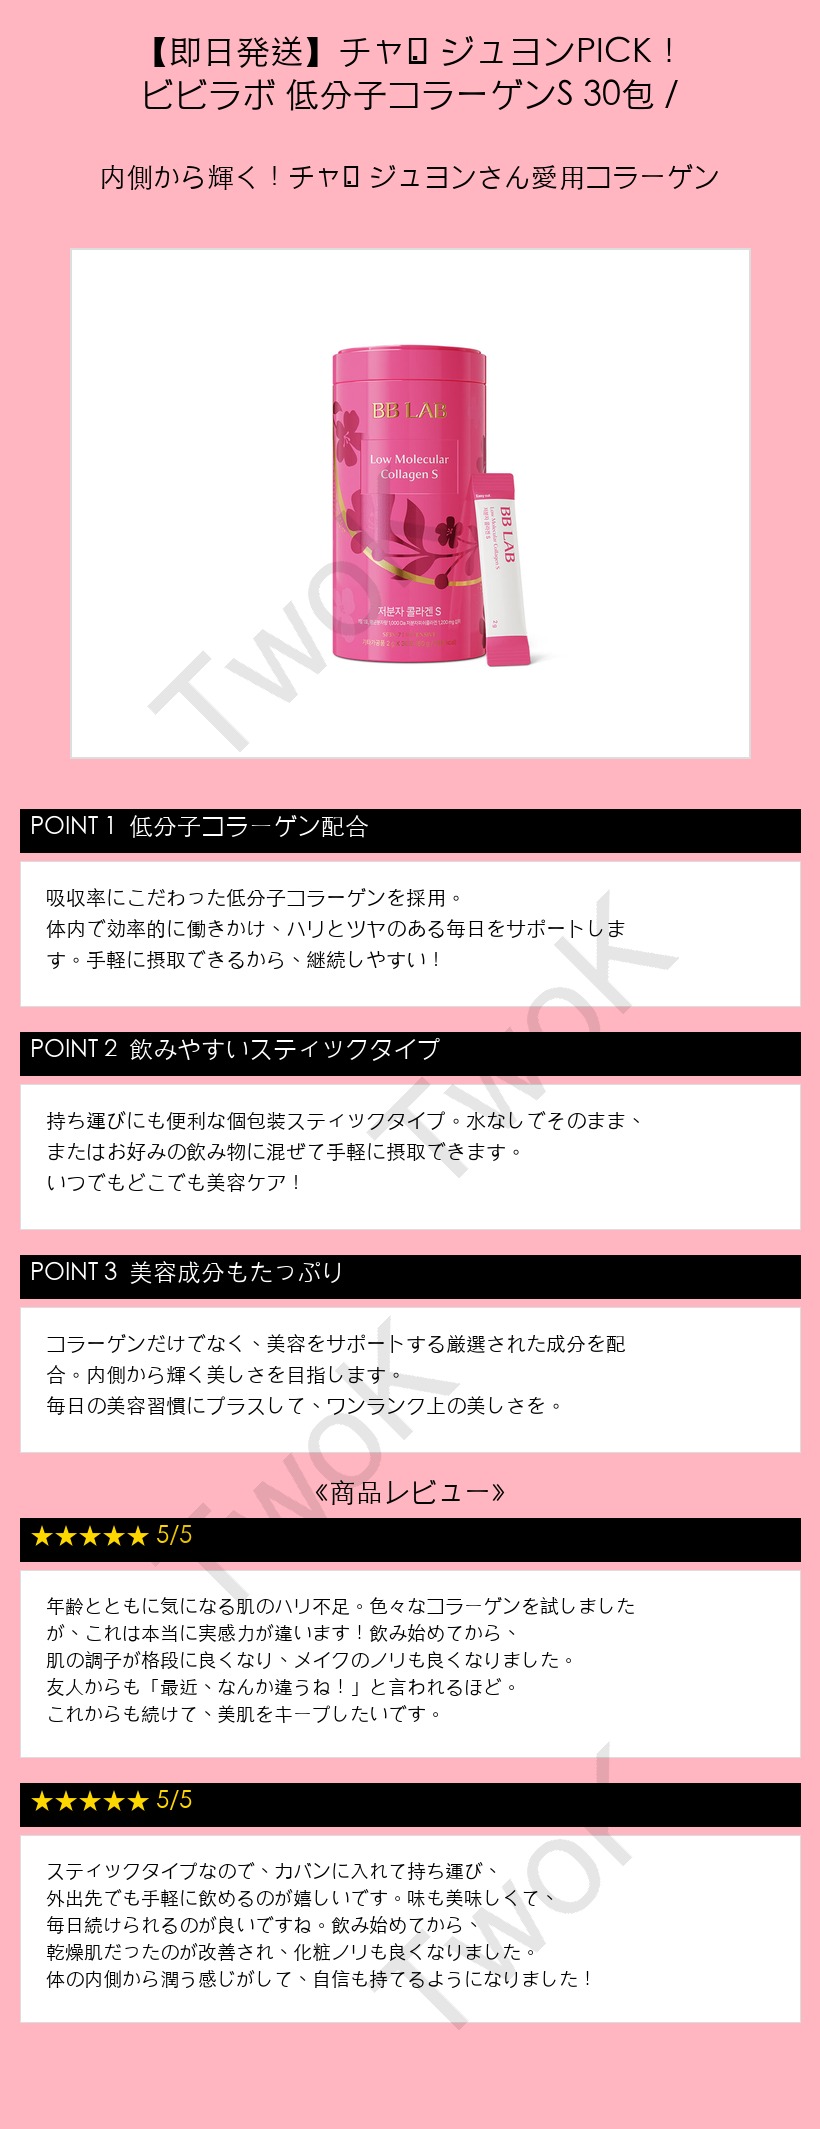 【即日発送】チャ ジュヨンPICK！
ビビラボ 低分子コラーゲンS 30包 /
内側から輝く！チャ ジュヨンさん愛用コラーゲン
BB LAB
Low Molecular
Collagen S
저분자 콜라겐 S
BB LAB
Low Molecular Collagen S
2g
TwoK
POINT 1 低分子コラーゲン配合
吸収率にこだわった低分子コラーゲンを採用。
体内で効率的に働きかけ、ハリとツヤのある毎日をサポートしま
す。手軽に摂取できるから、継続しやすい！
TwoK
POINT 2 飲みやすいスティックタイプ
持ち運びにも便利な個包装スティックタイプ。水なしでそのまま、
またはお好みの飲み物に混ぜて手軽に摂取できます。
いつでもどこでも美容ケア！
POINT 3 美容成分もたっぷり
コラーゲンだけでなく、美容をサポートする厳選された成分を配
合。内側から輝く美しさを目指します。
毎日の美容習慣にプラスして、ワンランク上の美しさを。
TwoK
《商品レビュー》
★★★★★ 5/5
年齢とともに気になる肌のハリ不足。色々なコラーゲンを試しました
が、これは本当に実感力が違います！飲み始めてから、
肌の調子が格段に良くなり、メイクのノリも良くなりました。
友人からも「最近、なんか違うね！」と言われるほど。
これからも続けて、美肌をキープしたいです。
★★★★★ 5/5
スティックタイプなので、カバンに入れて持ち運び、
外出先でも手軽に飲めるのが嬉しいです。味も美味しくて、
毎日続けられるのが良いですね。飲み始めてから、
乾燥肌だったのが改善され、化粧ノリも良くなりました。
体の内側から潤う感じがして、自信も持てるようになりました！
TwoK